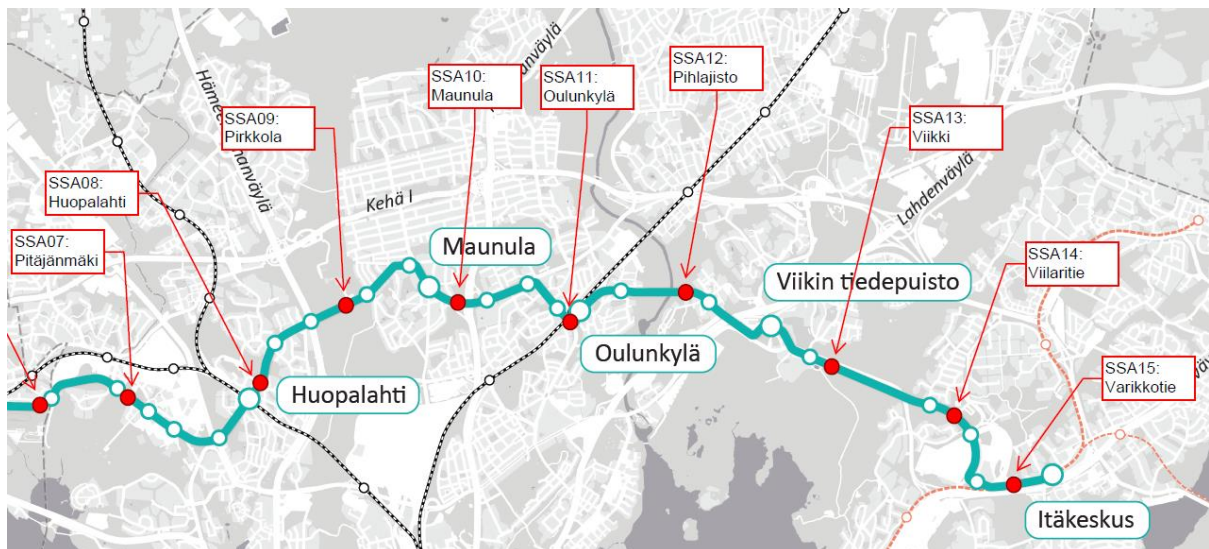 SSA10:
Maunula
SSA11:
Oulunkylä
SSA12:
Pihlajisto
SSA09:
Pirkkola
SSA13:
Viikki
SSA08:
Huopalahti
Kehä I
Lahdenväylä
SSA07:
Pitäjänmäki
Maunula
SSA14:
Viilaritie
Viikin tiedepuisto
Oulunkylä
SSA15:
Varikkotie
Huopalahti
Itäkeskus